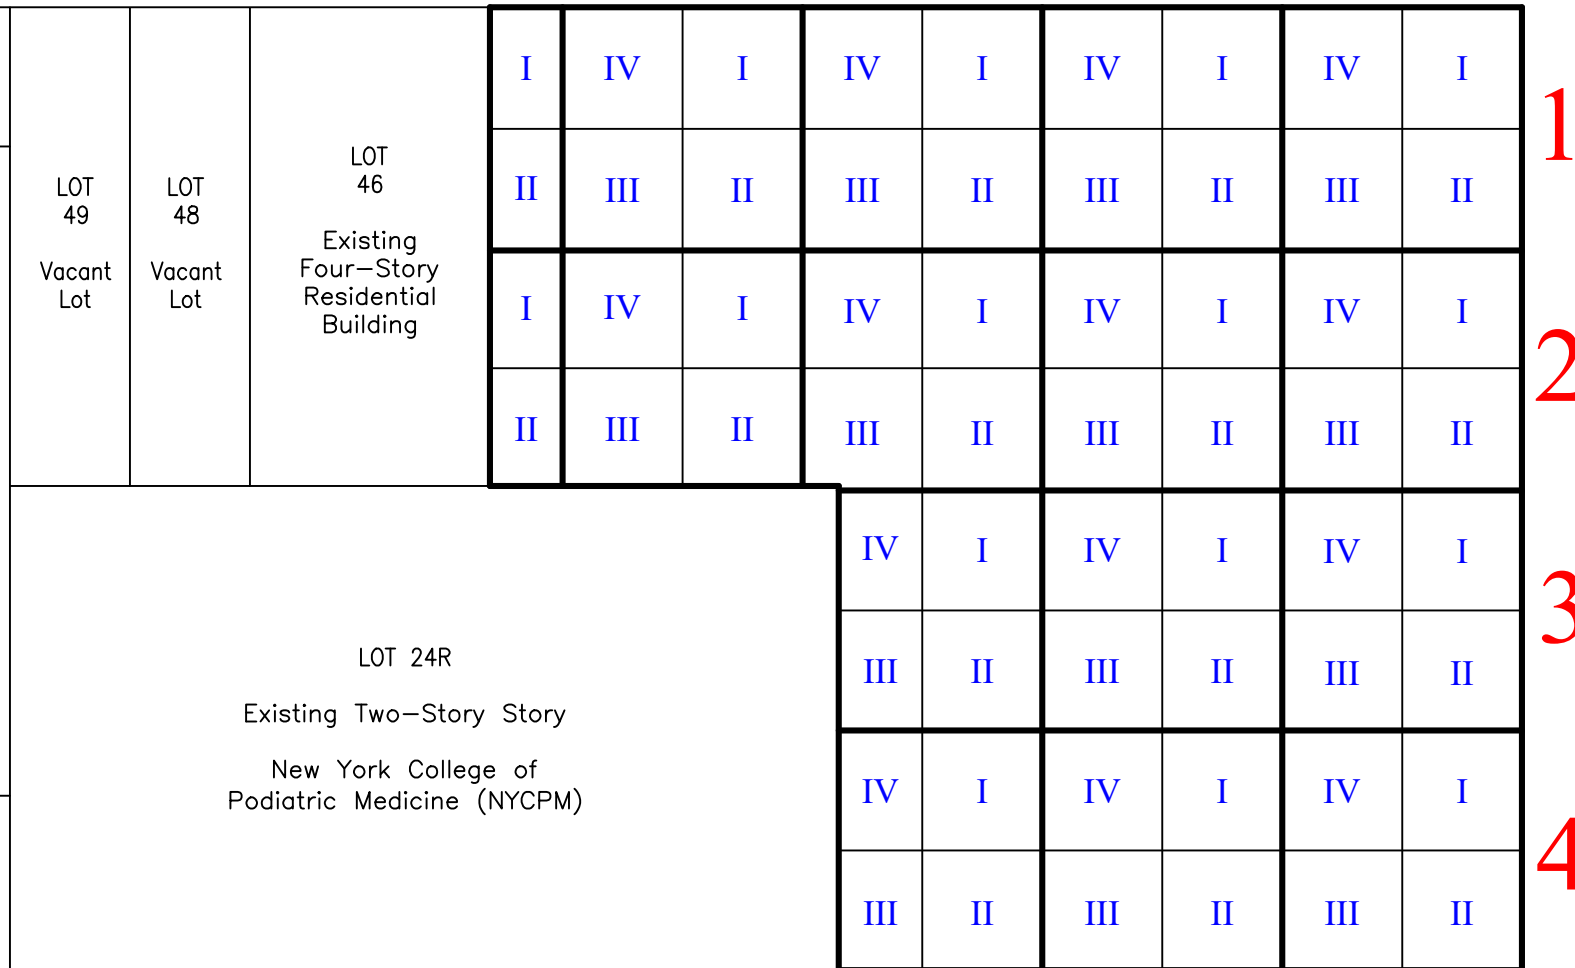 I IV I IV I IV I IV I
1
LOT
49
Vacant
Lot
LOT
48
Vacant
Lot
LOT
46
Existing
Four-Story
Residential
Building
II III II III II III II III II
I IV I IV I IV I IV I
2
II III II III II III II III II
IV I IV I IV I
3
III II III II III II
LOT 24R
Existing Two-Story Story
New York College of
Podiatric Medicine (NYCPM)
IV I IV I IV I
4
III II III II III II